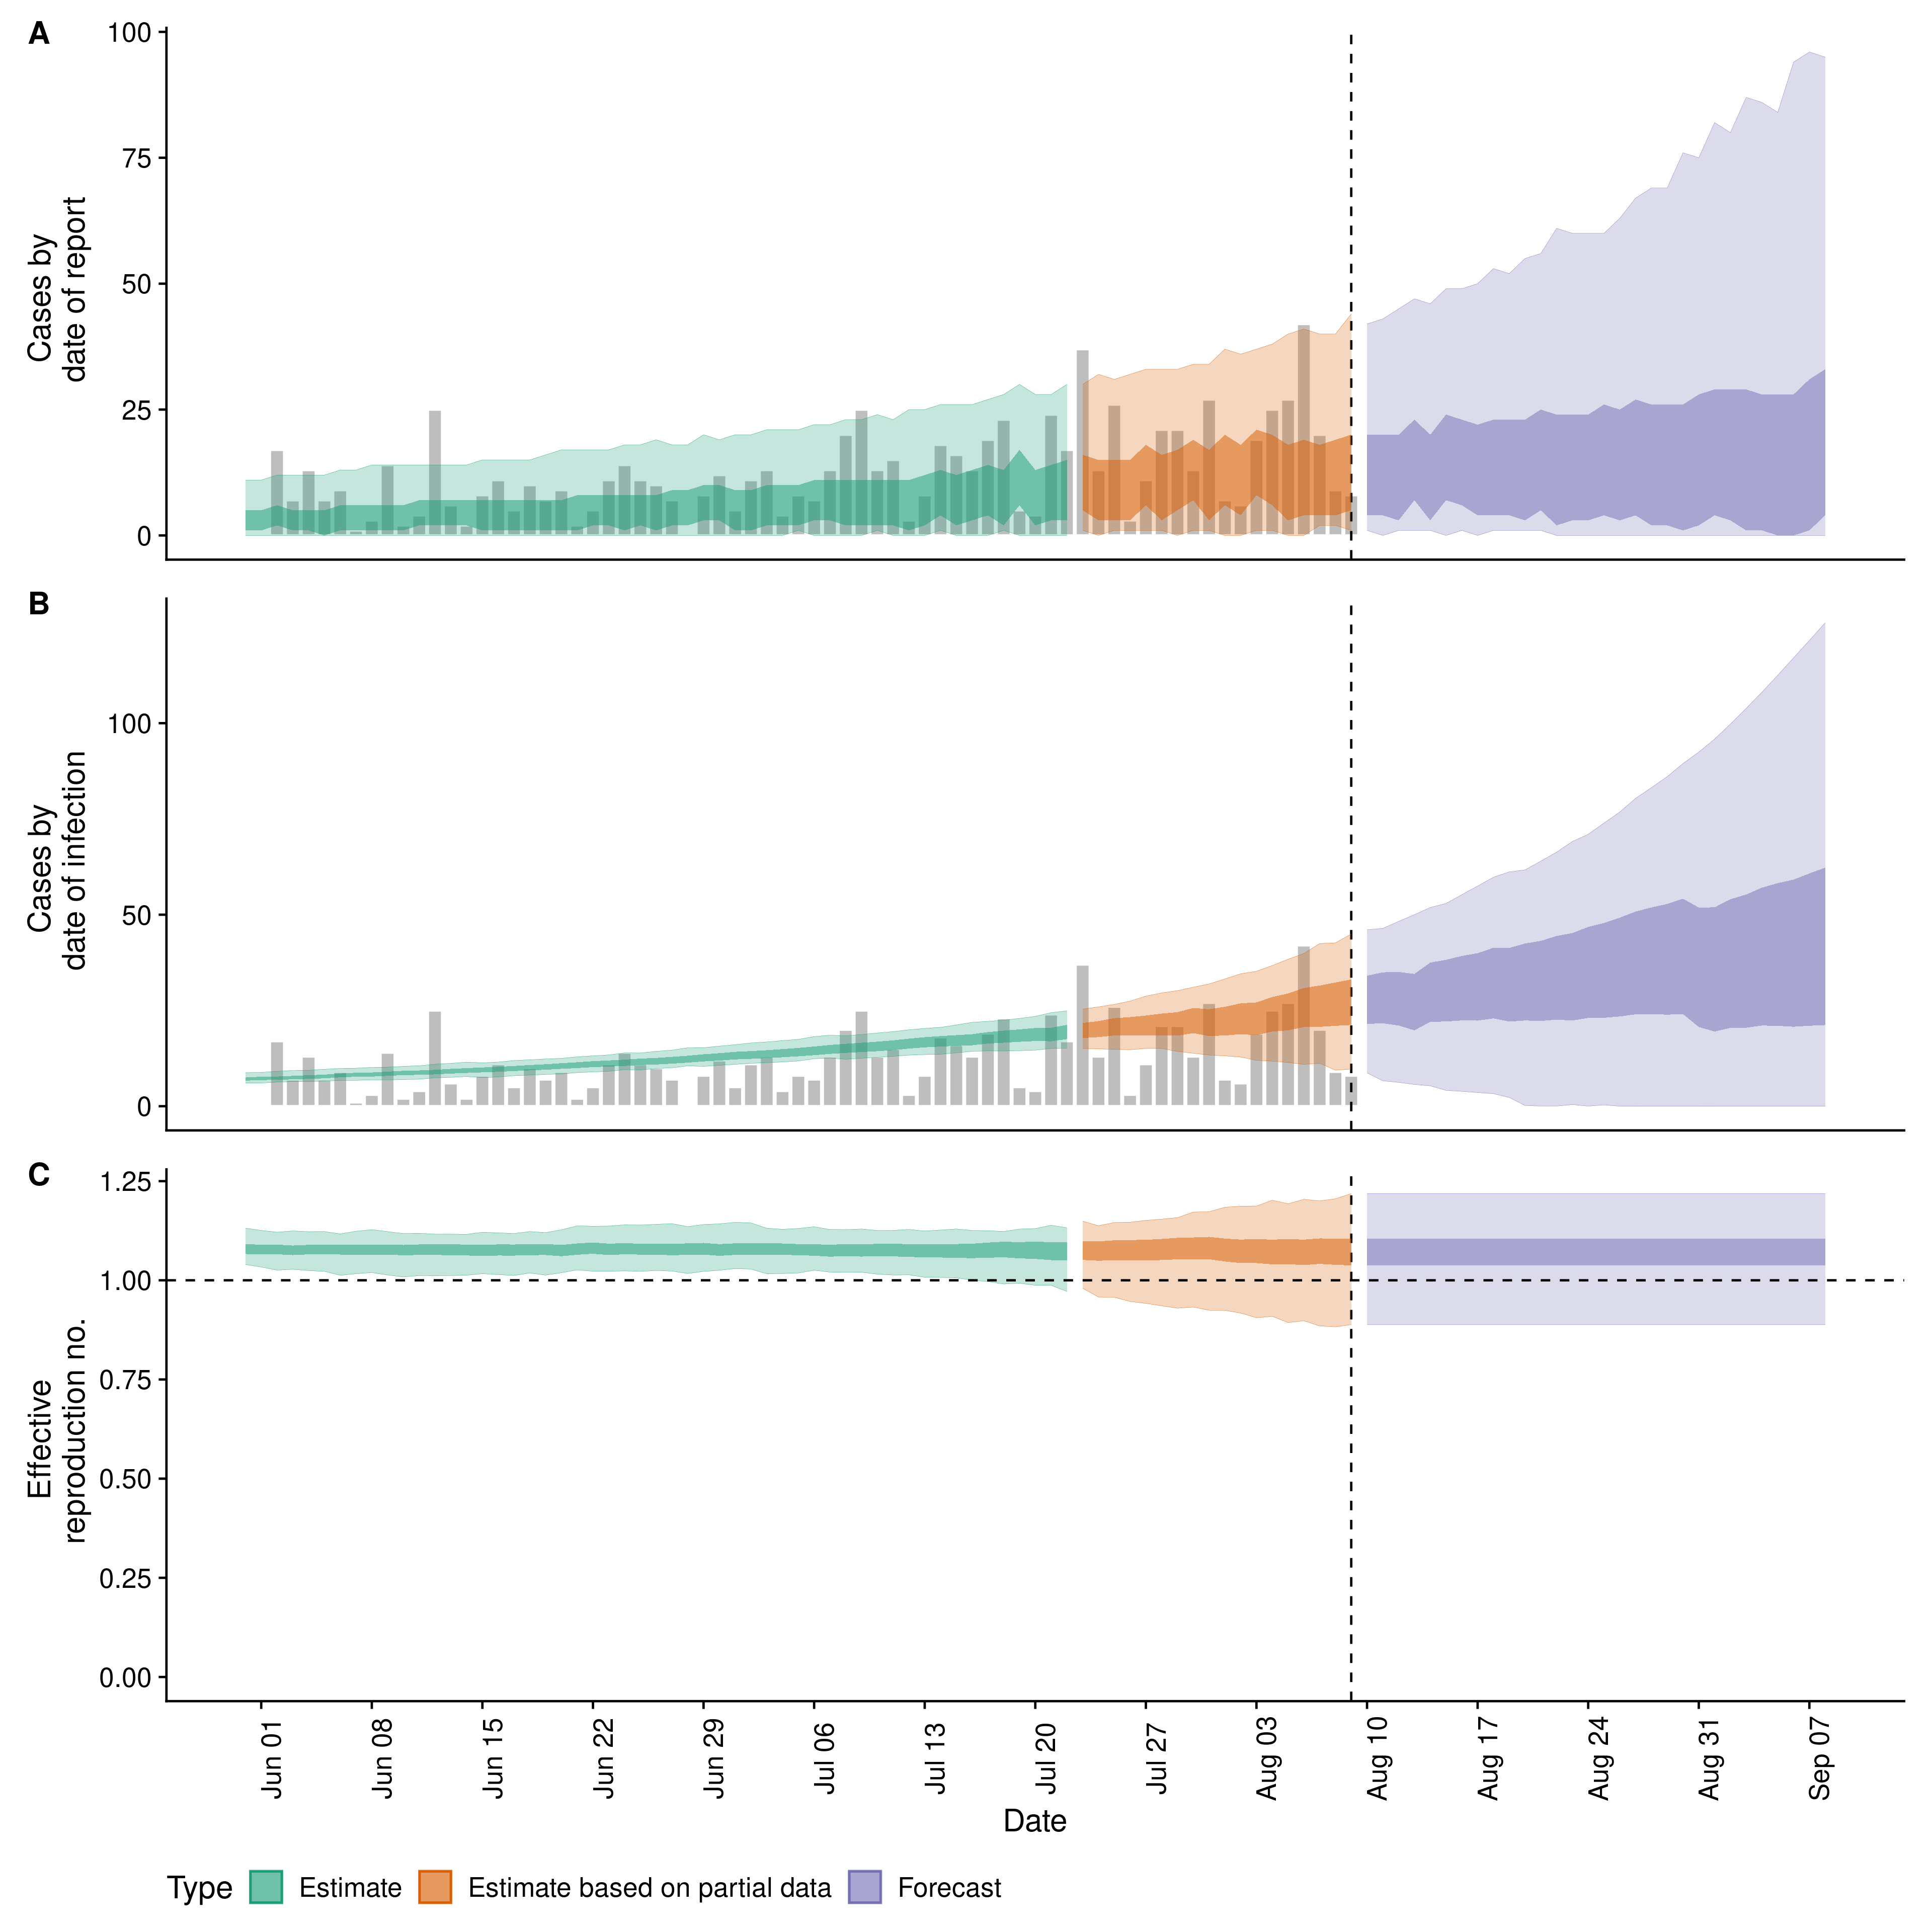 A
100
75
50
25
0
Cases by
date of report
B
100
50
0
Cases by
date of infection
C
1.25
1.00
0.75
0.50
0.25
0.00
Effective
reproduction no.
Jun 01
Jun 08
Jun 15
Jun 22
Jun 29
Jul 06
Jul 13
Jul 20
Jul 27
Aug 03
Aug 10
Aug 17
Aug 24
Aug 31
Sep 07
Date
Type Estimate Estimate based on partial data Forecast